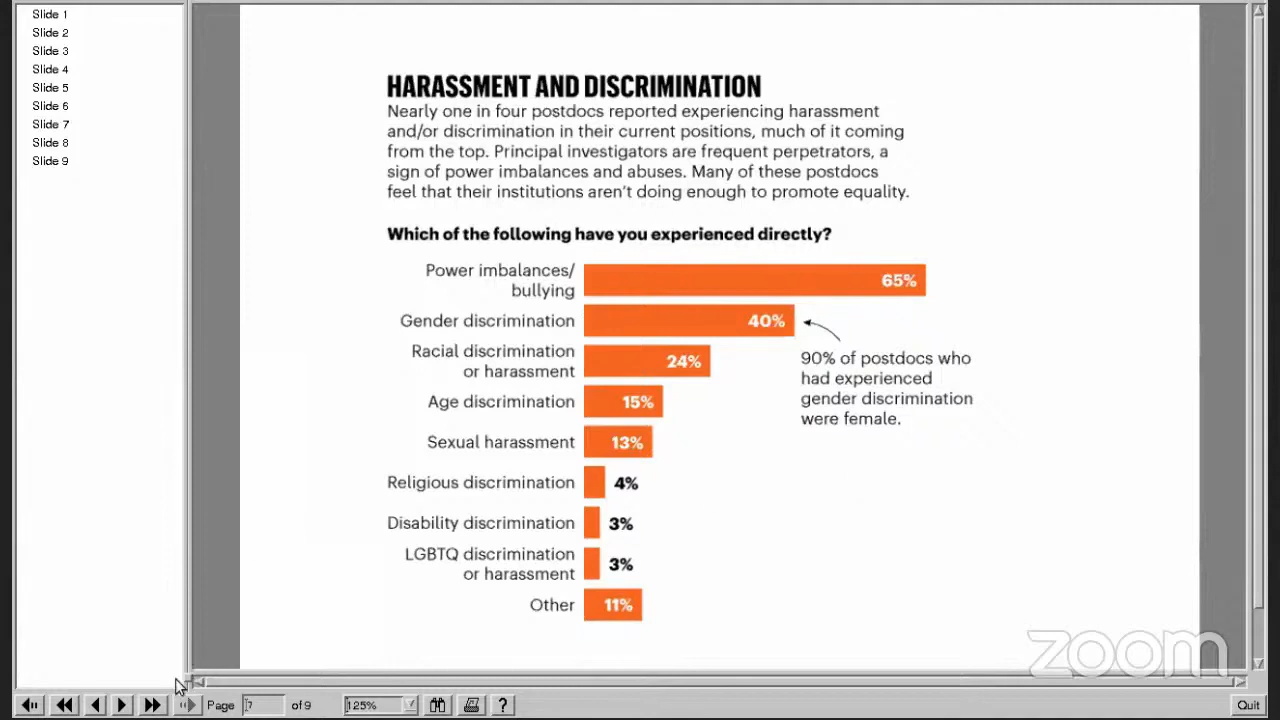 Slide 1
Slide 2
Slide 3
Slide 4
Slide 5
Slide 6
Slide 7
Slide 8
Slide 9
HARASSMENT AND DISCRIMINATION
Nearly one in four postdocs reported experiencing harassment
and/or discrimination in their current positions, much of it coming
from the top. Principal investigators are frequent perpetrators, a
sign of power imbalances and abuses. Many of these postdocs
feel that their institutions aren't doing enough to promote equality.
Which of the following have you experienced directly?
Power imbalances/
bullying
65%
Gender discrimination
40%
90% of postdocs who
had experienced
gender discrimination
were female.
Racial discrimination
or harassment
24%
Age discrimination
15%
Sexual harassment
13%
Religious discrimination
4%
Disability discrimination
3%
LGBTQ discrimination
or harassment
3%
Other
11%
zoom
Page 7 of 9 125% ? Quit